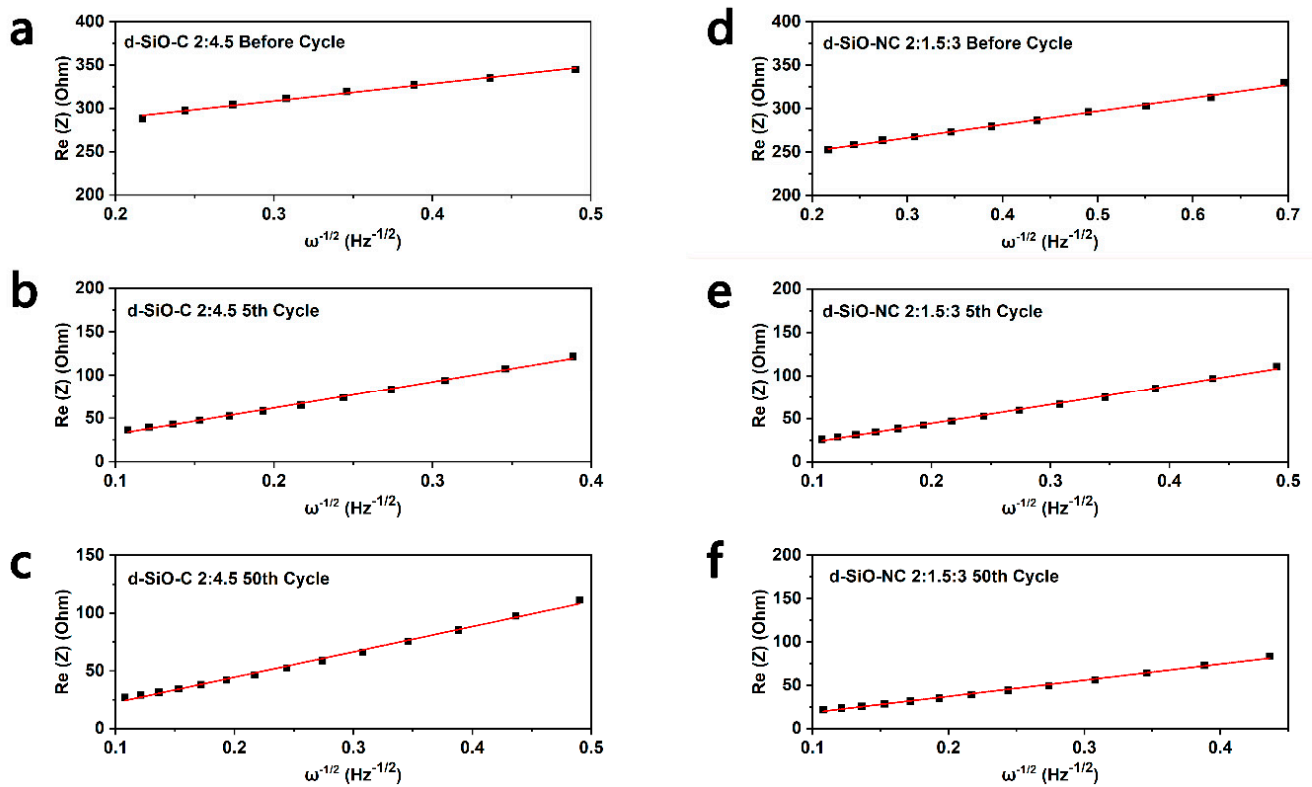 a
d-SiO-C 2:4.5 Before Cycle
Re (Z) (Ohm)
400
350
300
250
200
0.2 0.3 0.4 0.5
ω^-1/2 (Hz^-1/2)
d
d-SiO-NC 2:1.5:3 Before Cycle
Re (Z) (Ohm)
400
350
300
250
200
0.2 0.3 0.4 0.5 0.6 0.7
ω^-1/2 (Hz^-1/2)
b
d-SiO-C 2:4.5 5th Cycle
Re (Z) (Ohm)
200
150
100
50
0
0.1 0.2 0.3 0.4
ω^-1/2 (Hz^-1/2)
e
d-SiO-NC 2:1.5:3 5th Cycle
Re (Z) (Ohm)
200
150
100
50
0
0.1 0.2 0.3 0.4 0.5
ω^-1/2 (Hz^-1/2)
c
d-SiO-C 2:4.5 50th Cycle
Re (Z) (Ohm)
150
100
50
0
0.1 0.2 0.3 0.4 0.5
ω^-1/2 (Hz^-1/2)
f
d-SiO-NC 2:1.5:3 50th Cycle
Re (Z) (Ohm)
200
150
100
50
0
0.1 0.2 0.3 0.4
ω^-1/2 (Hz^-1/2)